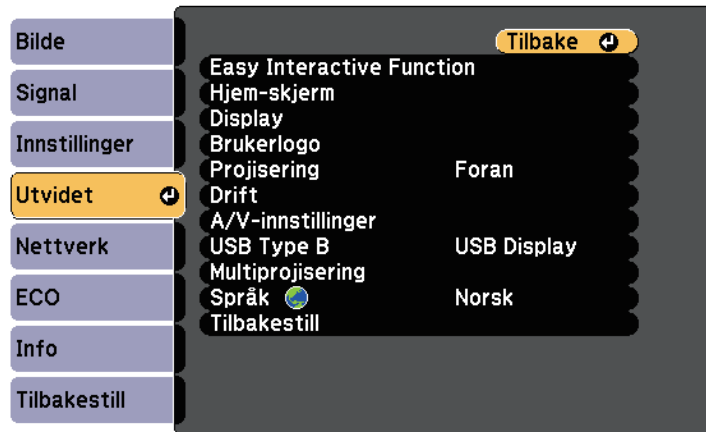 Bilde
Signal
Innstillinger
Utvidet
Nettverk
ECO
Info
Tilbakestill
Tilbake
Easy Interactive Function
Hjem-skjerm
Display
Brukerlogo
Projisering Foran
Drift
A/V-innstillinger
USB Type B USB Display
Multiprojisering
Språk Norsk
Tilbakestill